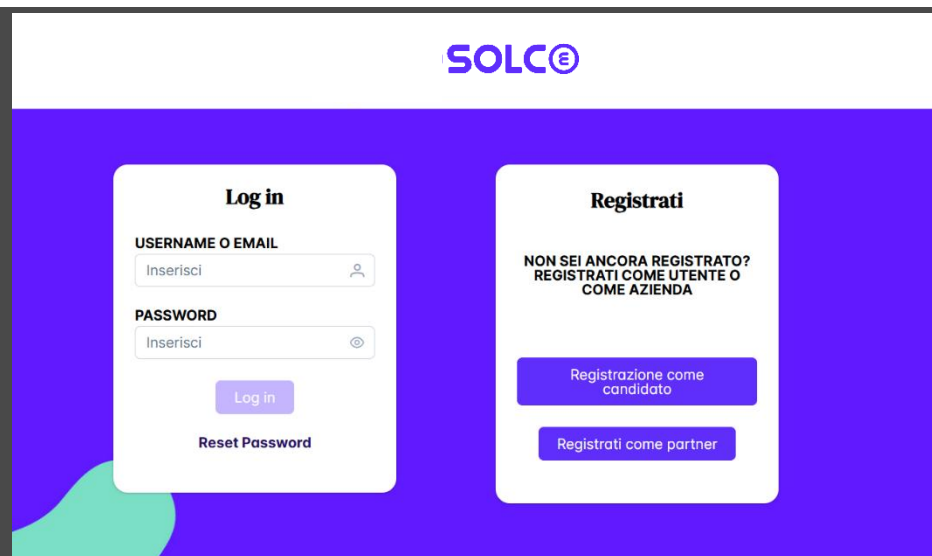 SOLCO
Log in
USERNAME O EMAIL
Inserisci
PASSWORD
Inserisci
Log in
Reset Password
Registrati
NON SEI ANCORA REGISTRATO?
REGISTRATI COME UTENTE O
COME AZIENDA
Registrazione come
candidato
Registrati come partner